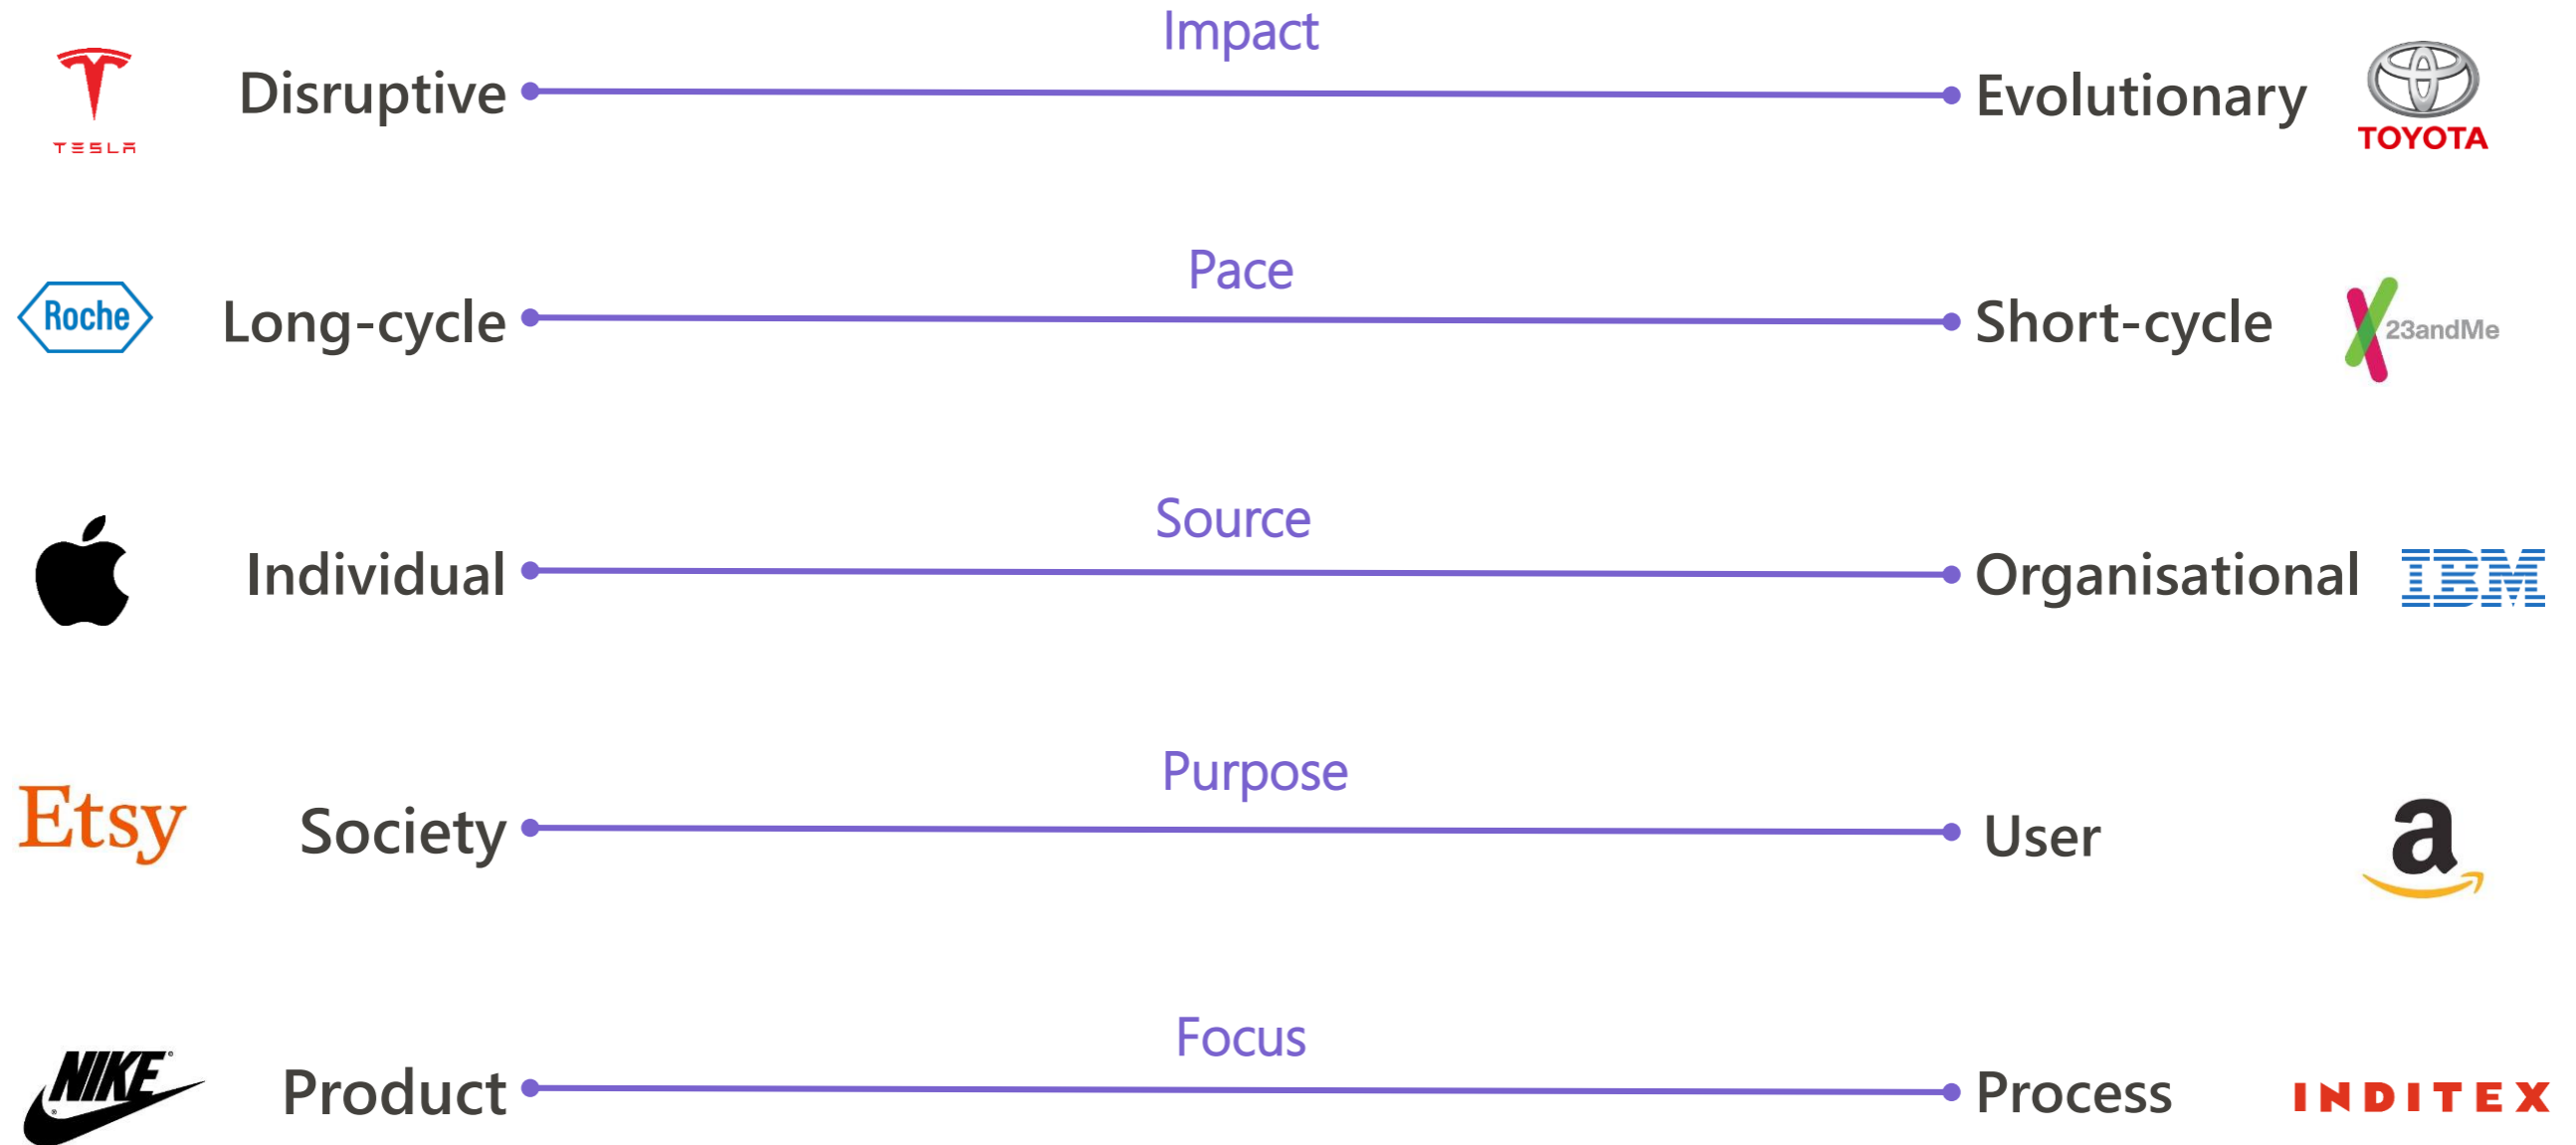 Impact
TESLA
Disruptive
Evolutionary
TOYOTA
Pace
Roche
Long-cycle
Short-cycle
23andMe
Source
Individual
Organisational
IBM
Purpose
Etsy
Society
User
a
Focus
NIKE
Product
Process
INDITEX